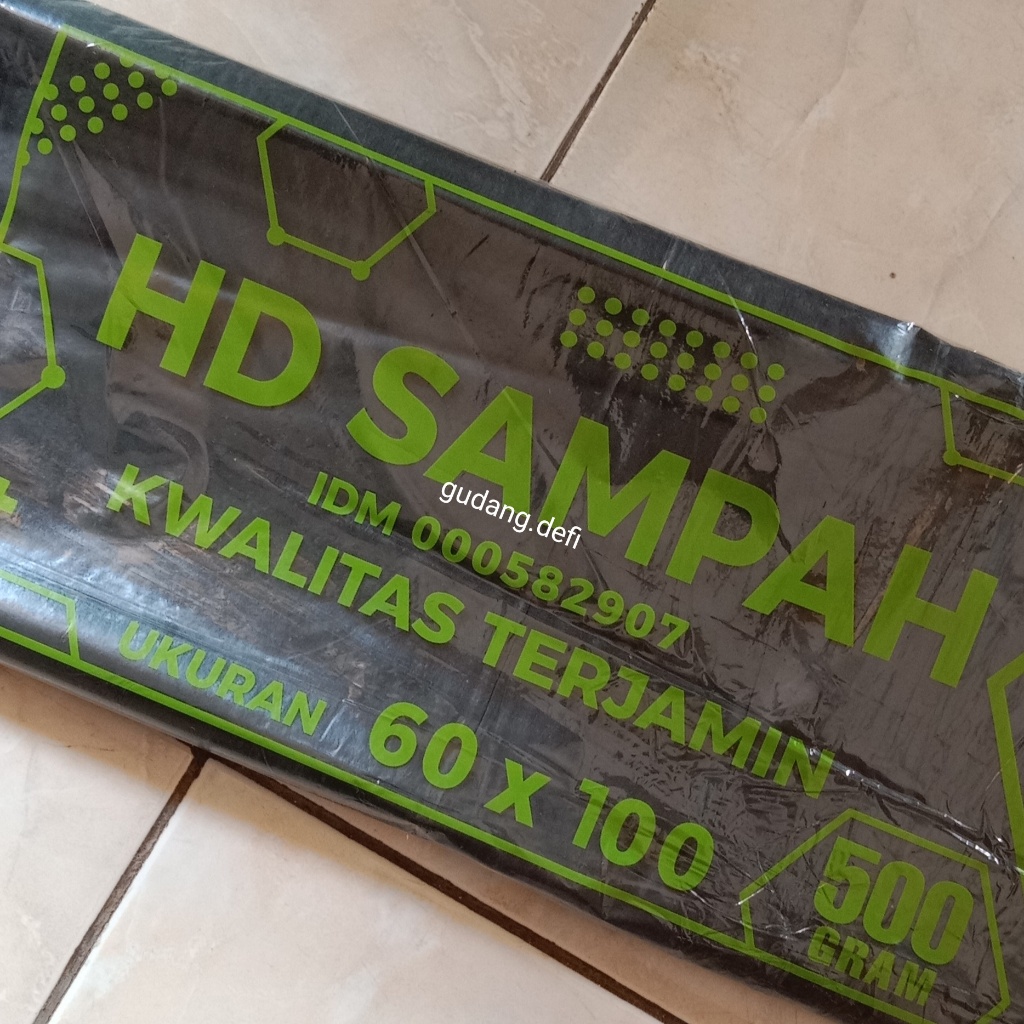 HD SAMPAH
IDM 000582907
gudang.defi
KWALITAS TERJAMIN
UKURAN 60 X 100
500
GRAM